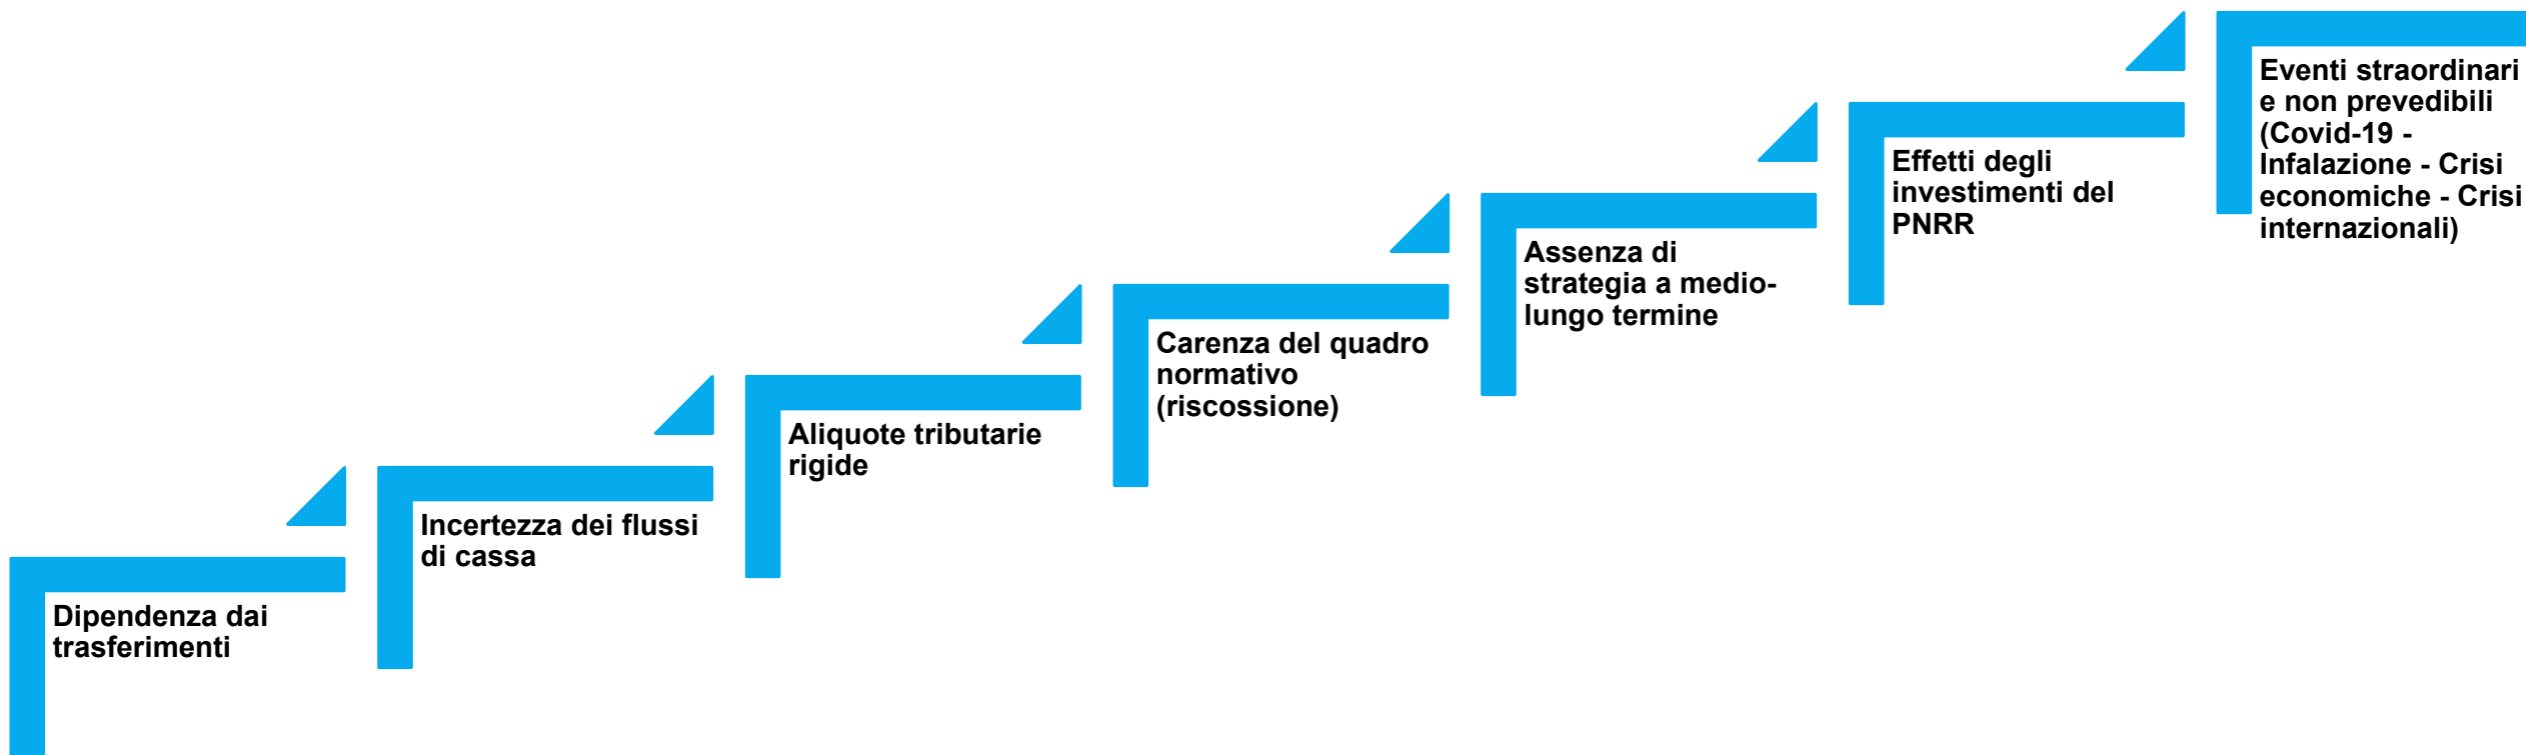 Dipendenza dai
trasferimenti
Incertezza dei flussi
di cassa
Aliquote tributarie
rigide
Carenza del quadro
normativo
(riscossione)
Assenza di
strategia a medio-
lungo termine
Effetti degli
investimenti del
PNRR
Eventi straordinari
e non prevedibili
(Covid-19 -
Infalazione - Crisi
economiche - Crisi
internazionali)